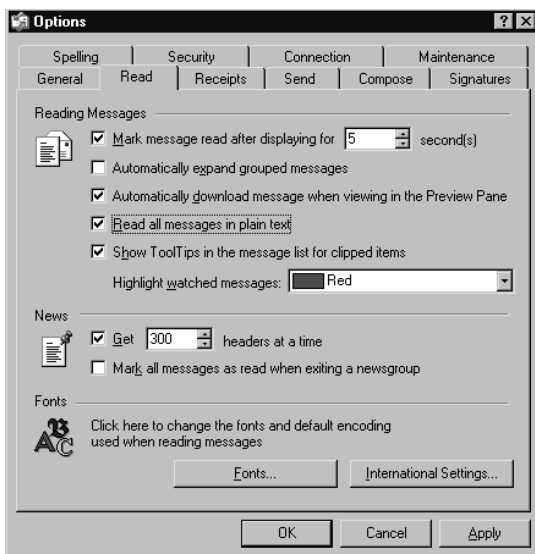 Options
Spelling Security Connection Maintenance
General Read Receipts Send Compose Signatures
Reading Messages
Mark message read after displaying for 5 second(s)
Automatically expand grouped messages
Automatically download message when viewing in the Preview Pane
Read all messages in plain text
Show ToolTips in the message list for clipped items
Highlight watched messages: Red
News
Get 300 headers at a time
Mark all messages as read when exiting a newsgroup
Fonts
Click here to change the fonts and default encoding
used when reading messages
Fonts... International Settings...
OK Cancel Apply